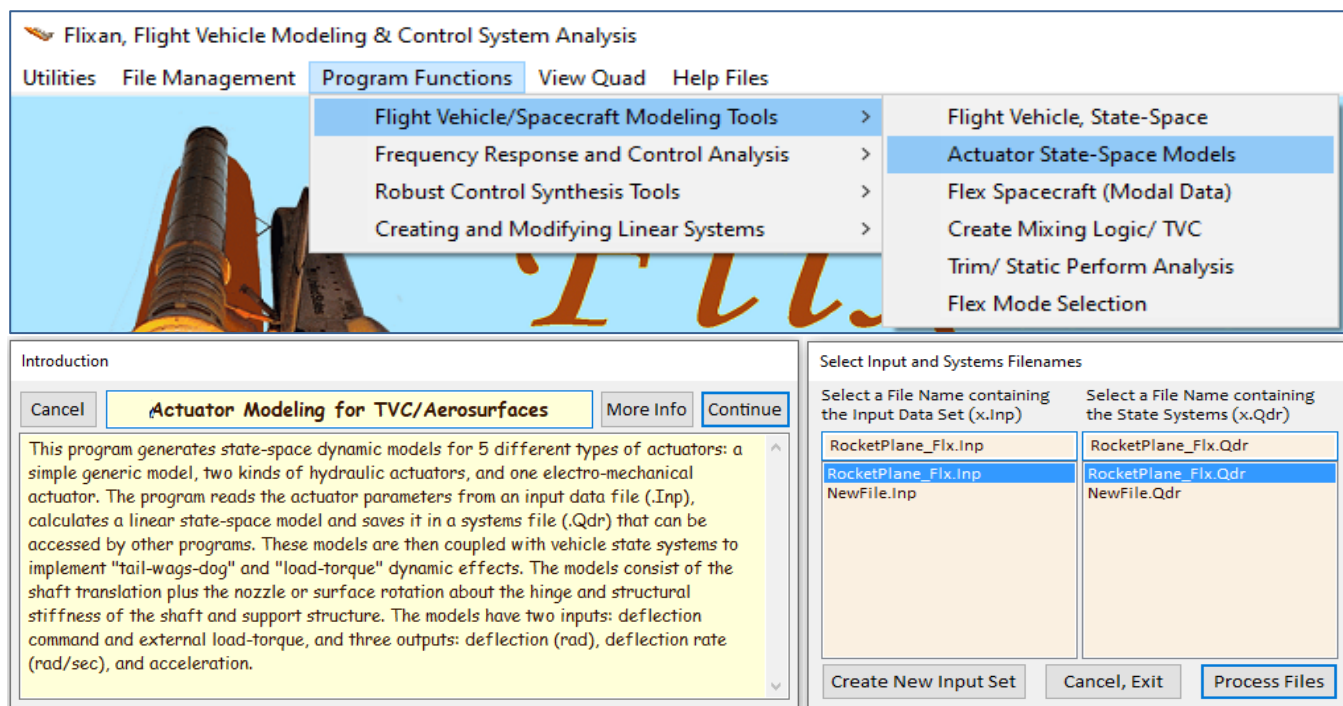 Flixan, Flight Vehicle Modeling & Control System Analysis
Utilities File Management Program Functions View Quad Help Files
Flight Vehicle/Spacecraft Modeling Tools >
Frequency Response and Control Analysis >
Robust Control Synthesis Tools >
Creating and Modifying Linear Systems >
Flight Vehicle, State-Space
Actuator State-Space Models
Flex Spacecraft (Modal Data)
Create Mixing Logic/ TVC
Trim/ Static Perform Analysis
Flex Mode Selection
Introduction
Cancel Actuator Modeling for TVC/Aerosurfaces More Info Continue
This program generates state-space dynamic models for 5 different types of actuators: a
simple generic model, two kinds of hydraulic actuators, and one electro-mechanical
actuator. The program reads the actuator parameters from an input data file (.Inp),
calculates a linear state-space model and saves it in a systems file (.Qdr) that can be
accessed by other programs. These models are then coupled with vehicle state systems to
implement "tail-wags-dog" and "load-torque" dynamic effects. The models consist of the
shaft translation plus the nozzle or surface rotation about the hinge and structural
stiffness of the shaft and support structure. The models have two inputs: deflection
command and external load-torque, and three outputs: deflection (rad), deflection rate
(rad/sec), and acceleration.
Select Input and Systems Filenames
Select a File Name containing
the Input Data Set (x.Inp)
RocketPlane_Flx.Inp
RocketPlane_Flx.Inp
NewFile.Inp
Select a File Name containing
the State Systems (x.Qdr)
RocketPlane_Flx.Qdr
RocketPlane_Flx.Qdr
NewFile.Qdr
Create New Input Set Cancel, Exit Process Files